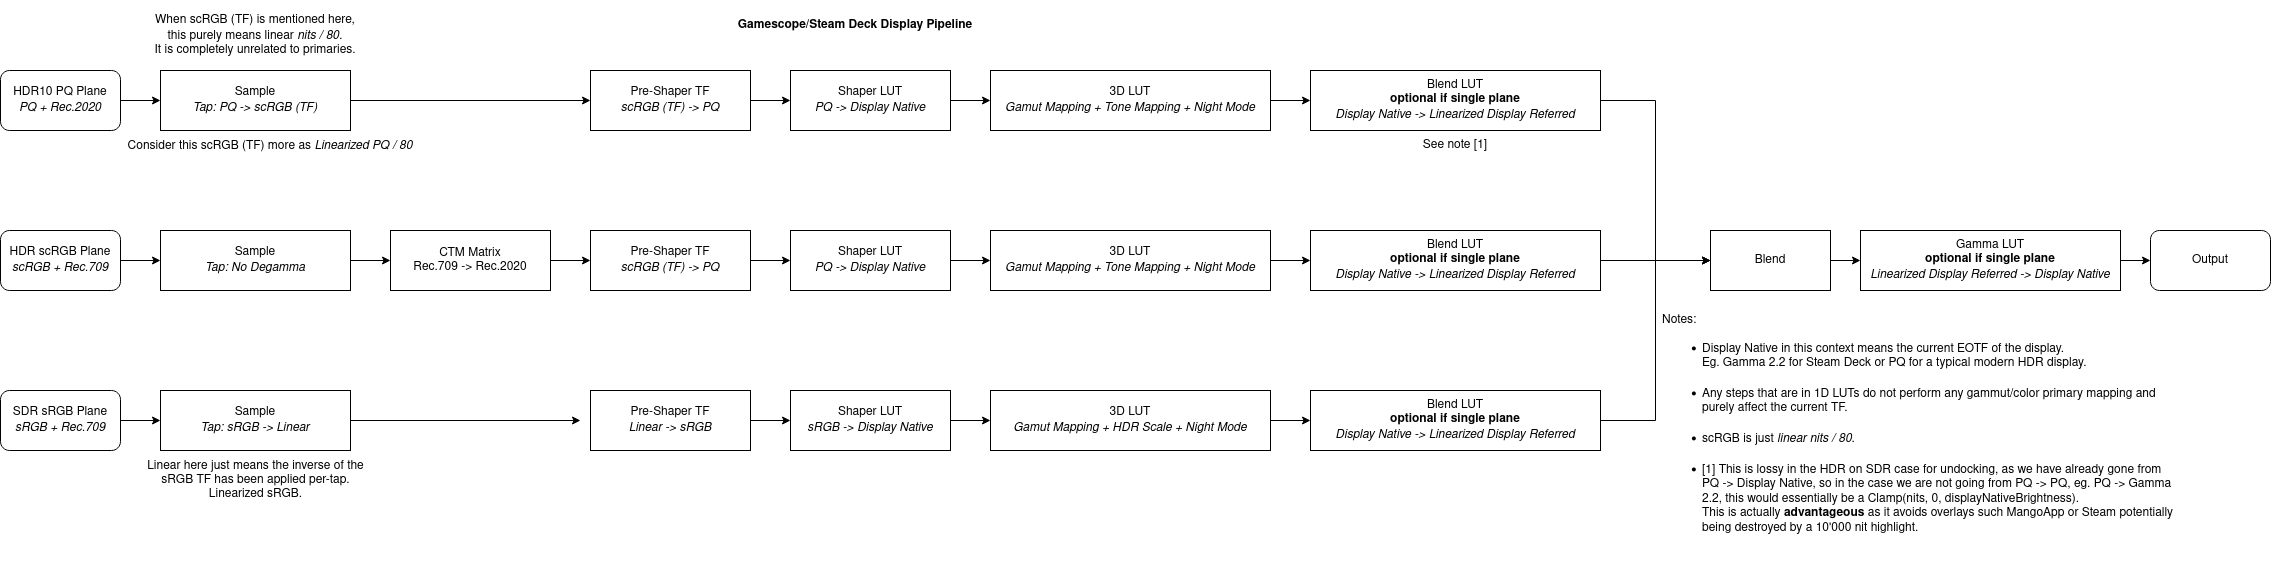 When scRGB (TF) is mentioned here,
this purely means linear nits / 80.
It is completely unrelated to primaries.
Gamescope/Steam Deck Display Pipeline
HDR10 PQ Plane
PQ + Rec.2020
Sample
Tap: PQ -> scRGB (TF)
Pre-Shaper TF
scRGB (TF) -> PQ
Shaper LUT
PQ -> Display Native
3D LUT
Gamut Mapping + Tone Mapping + Night Mode
Blend LUT
optional if single plane
Display Native -> Linearized Display Referred
Consider this scRGB (TF) more as Linearized PQ / 80
See note [1]
HDR scRGB Plane
scRGB + Rec.709
Sample
Tap: No Degamma
CTM Matrix
Rec.709 -> Rec.2020
Pre-Shaper TF
scRGB (TF) -> PQ
Shaper LUT
PQ -> Display Native
3D LUT
Gamut Mapping + Tone Mapping + Night Mode
Blend LUT
optional if single plane
Display Native -> Linearized Display Referred
Blend
Gamma LUT
optional if single plane
Linearized Display Referred -> Display Native
Output
SDR sRGB Plane
sRGB + Rec.709
Sample
Tap: sRGB -> Linear
Pre-Shaper TF
Linear -> sRGB
Shaper LUT
sRGB -> Display Native
3D LUT
Gamut Mapping + HDR Scale + Night Mode
Blend LUT
optional if single plane
Display Native -> Linearized Display Referred
Linear here just means the inverse of the
sRGB TF has been applied per-tap.
Linearized sRGB.
Notes:
• Display Native in this context means the current EOTF of the display.
Eg. Gamma 2.2 for Steam Deck or PQ for a typical modern HDR display.
• Any steps that are in 1D LUTs do not perform any gammut/color primary mapping and
purely affect the current TF.
• scRGB is just linear nits / 80.
• [1] This is lossy in the HDR on SDR case for undocking, as we have already gone from
PQ -> Display Native, so in the case we are not going from PQ -> PQ, eg. PQ -> Gamma
2.2, this would essentially be a Clamp(nits, 0, displayNativeBrightness).
This is actually advantageous as it avoids overlays such MangoApp or Steam potentially
being destroyed by a 10'000 nit highlight.